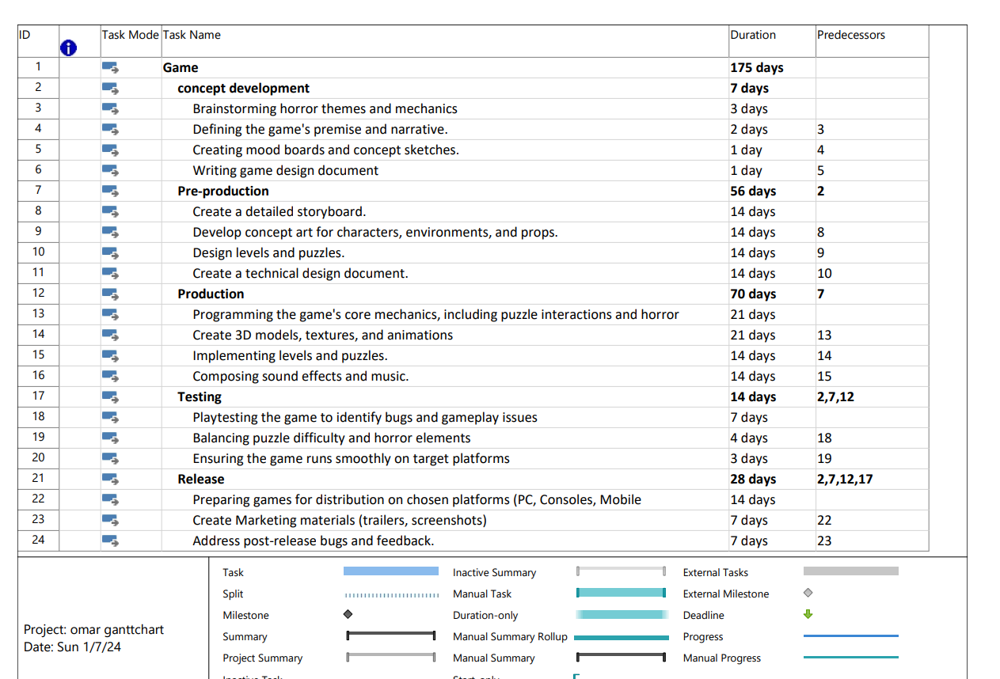 ID Task Mode Task Name Duration Predecessors
1 Game 175 days
2 concept development 7 days
3 Brainstorming horror themes and mechanics 3 days
4 Defining the game's premise and narrative. 2 days 3
5 Creating mood boards and concept sketches. 1 day 4
6 Writing game design document 1 day 5
7 Pre-production 56 days 2
8 Create a detailed storyboard. 14 days
9 Develop concept art for characters, environments, and props. 14 days 8
10 Design levels and puzzles. 14 days 9
11 Create a technical design document. 14 days 10
12 Production 70 days 7
13 Programming the game's core mechanics, including puzzle interactions and horror 21 days
14 Create 3D models, textures, and animations 21 days 13
15 Implementing levels and puzzles. 14 days 14
16 Composing sound effects and music. 14 days 15
17 Testing 14 days 2,7,12
18 Playtesting the game to identify bugs and gameplay issues 7 days
19 Balancing puzzle difficulty and horror elements 4 days 18
20 Ensuring the game runs smoothly on target platforms 3 days 19
21 Release 28 days 2,7,12,17
22 Preparing games for distribution on chosen platforms (PC, Consoles, Mobile 14 days
23 Create Marketing materials (trailers, screenshots) 7 days 22
24 Address post-release bugs and feedback. 7 days 23
Project: omar ganttchart
Date: Sun 1/7/24
Task Inactive Summary External Tasks
Split Manual Task External Milestone
Milestone Duration-only Deadline
Summary Manual Summary Rollup Progress
Project Summary Manual Summary Manual Progress
Inactive Task Start-only